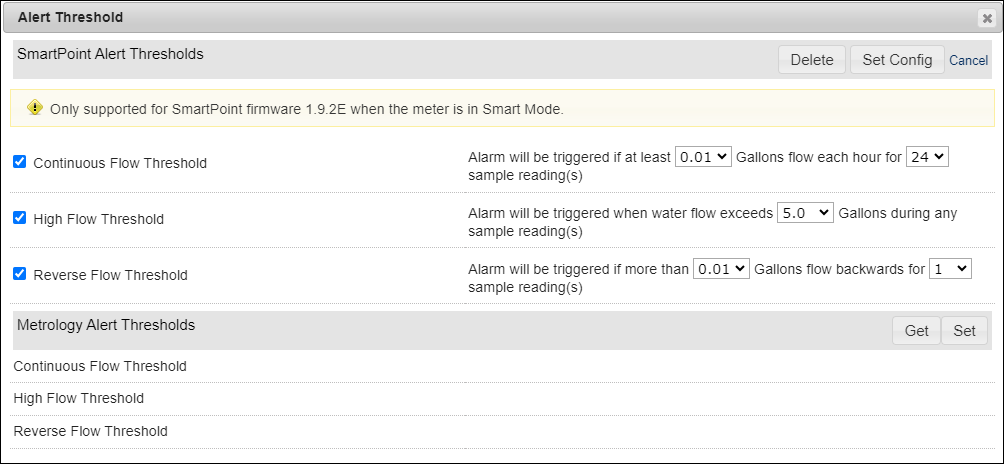 Alert Threshold
SmartPoint Alert Thresholds
Delete Set Config Cancel
Only supported for SmartPoint firmware 1.9.2E when the meter is in Smart Mode.
Continuous Flow Threshold
Alarm will be triggered if at least 0.01 Gallons flow each hour for 24
sample reading(s)
High Flow Threshold
Alarm will be triggered when water flow exceeds 5.0 Gallons during any
sample reading(s)
Reverse Flow Threshold
Alarm will be triggered if more than 0.01 Gallons flow backwards for 1
sample reading(s)
Metrology Alert Thresholds
Get Set
Continuous Flow Threshold
High Flow Threshold
Reverse Flow Threshold